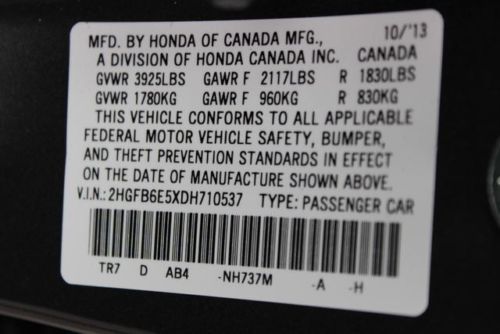 10/'13
MFD. BY HONDA OF CANADA MFG., CANADA
A DIVISION OF HONDA CANADA INC.
GVWR 3925LBS GAWR F 2117LBS R 1830LBS
GVWR 1780KG GAWR F 960KG R 830KG
THIS VEHICLE CONFORMS TO ALL APPLICABLE
FEDERAL MOTOR VEHICLE SAFETY, BUMPER,
AND THEFT PREVENTION STANDARDS IN EFFECT
ON THE DATE OF MANUFACTURE SHOWN ABOVE.
V.I.N.: 2HGFB6E5XDH710537 TYPE: PASSENGER CAR
TR7 D AB4 -NH737M -A -H